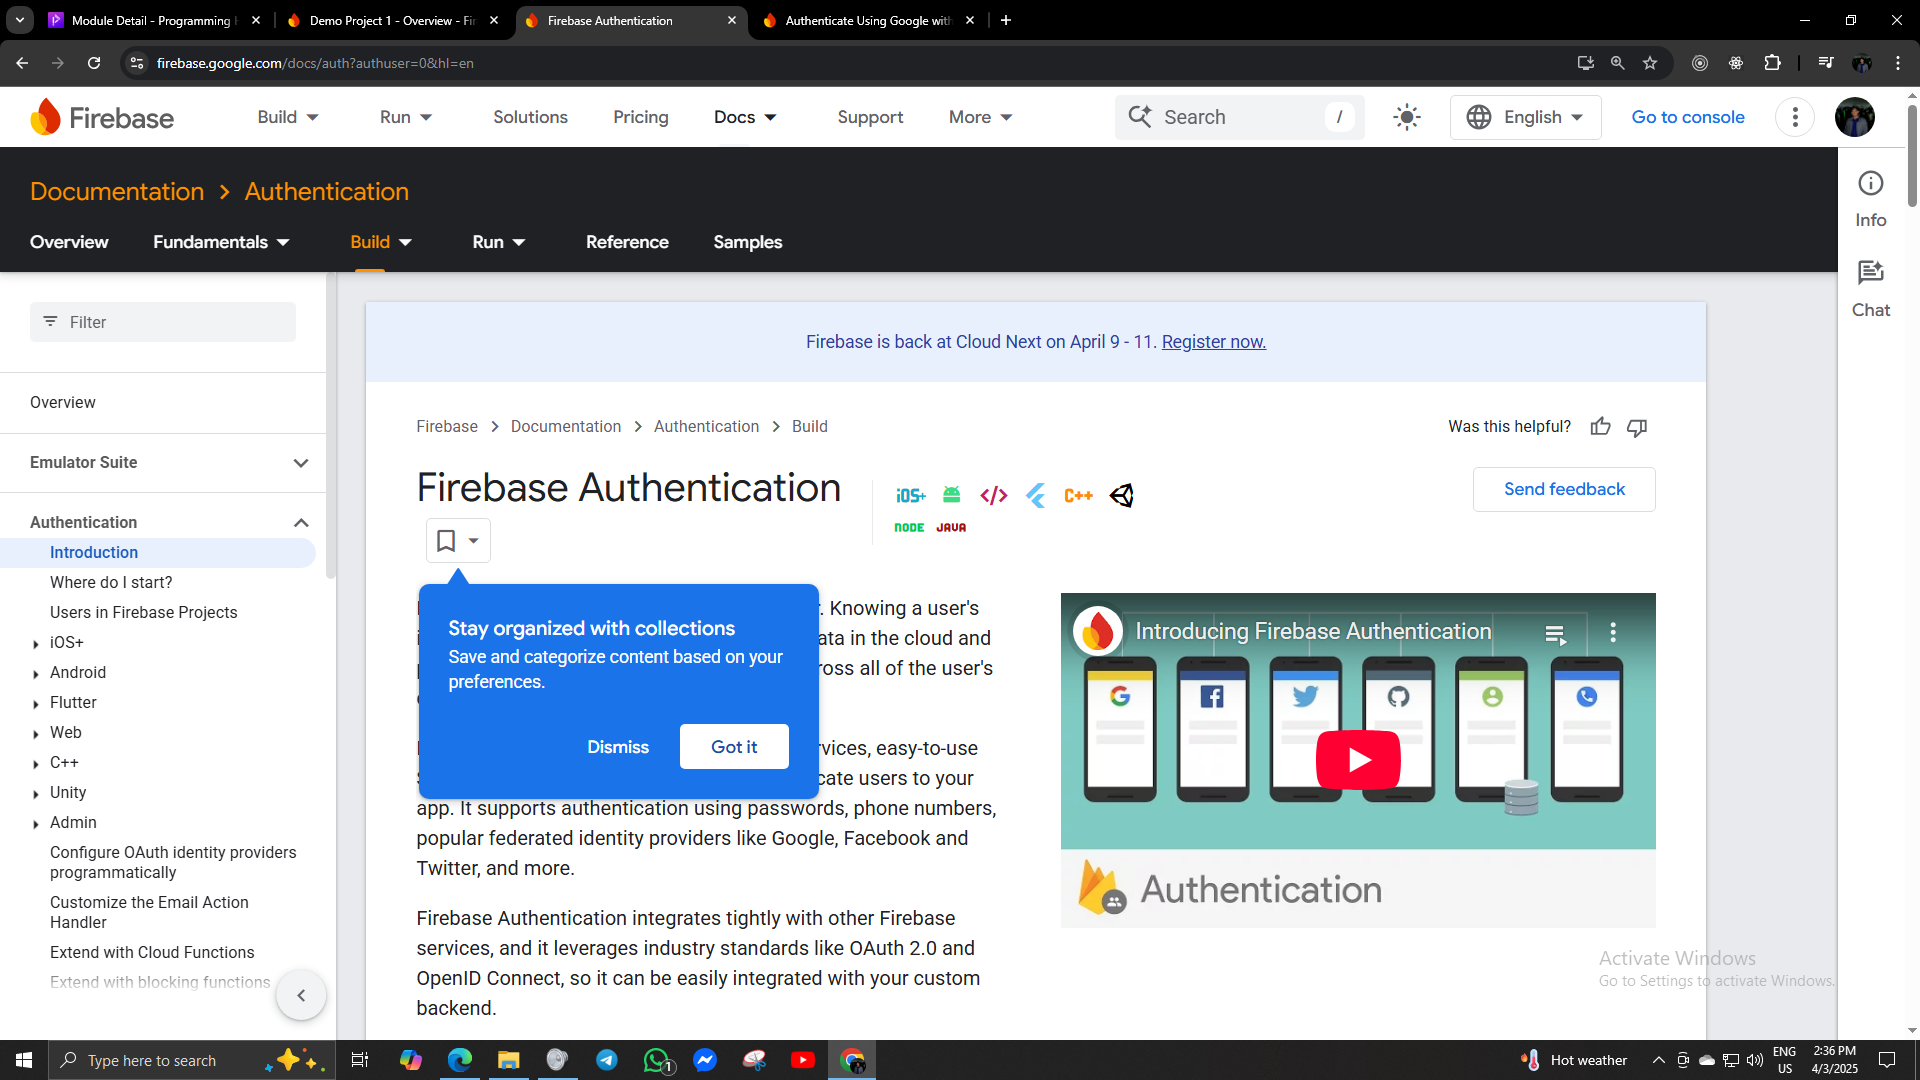 Module Detail - Programming H
Demo Project 1 - Overview - Fir
Firebase Authentication
Authenticate Using Google with
firebase.google.com/docs/auth?authuser=0&hl=en
Firebase
Build
Run
Solutions
Pricing
Docs
Support
More
Search
/
English
Go to console
Documentation > Authentication
Overview
Fundamentals
Build
Run
Reference
Samples
Info
Chat
Filter
Overview
Emulator Suite
Authentication
Introduction
Where do I start?
Users in Firebase Projects
iOS+
Android
Flutter
Web
C++
Unity
Admin
Configure OAuth identity providers
programmatically
Customize the Email Action
Handler
Extend with Cloud Functions
Extend with blocking functions
Firebase is back at Cloud Next on April 9 - 11. Register now.
Firebase > Documentation > Authentication > Build
Was this helpful?
Firebase Authentication
iOS+
</>
C++
NODE JAVA
Send feedback
Stay organized with collections
Save and categorize content based on your
preferences.
Dismiss
Got it
. Knowing a user's
ata in the cloud and
ross all of the user's
rvices, easy-to-use
cate users to your
app. It supports authentication using passwords, phone numbers,
popular federated identity providers like Google, Facebook and
Twitter, and more.
Firebase Authentication integrates tightly with other Firebase
services, and it leverages industry standards like OAuth 2.0 and
OpenID Connect, so it can be easily integrated with your custom
backend.
Introducing Firebase Authentication
Authentication
Activate Windows
Go to Settings to activate Windows.
Type here to search
1
Hot weather
ENG
US
2:36 PM
4/3/2025